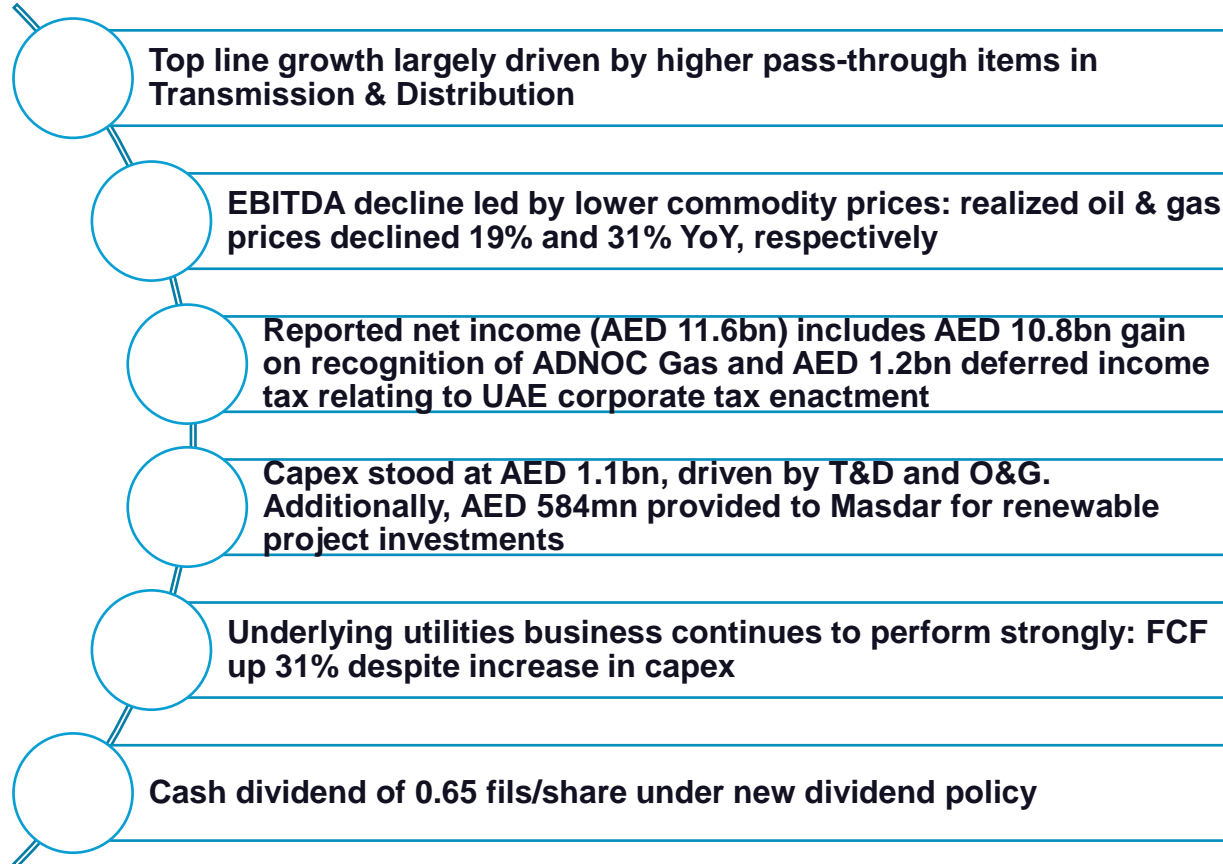 Top line growth largely driven by higher pass-through items in
Transmission & Distribution
EBITDA decline led by lower commodity prices: realized oil & gas
prices declined 19% and 31% YoY, respectively
Reported net income (AED 11.6bn) includes AED 10.8bn gain
on recognition of ADNOC Gas and AED 1.2bn deferred income
tax relating to UAE corporate tax enactment
Capex stood at AED 1.1bn, driven by T&D and O&G.
Additionally, AED 584mn provided to Masdar for renewable
project investments
Underlying utilities business continues to perform strongly: FCF
up 31% despite increase in capex
Cash dividend of 0.65 fils/share under new dividend policy